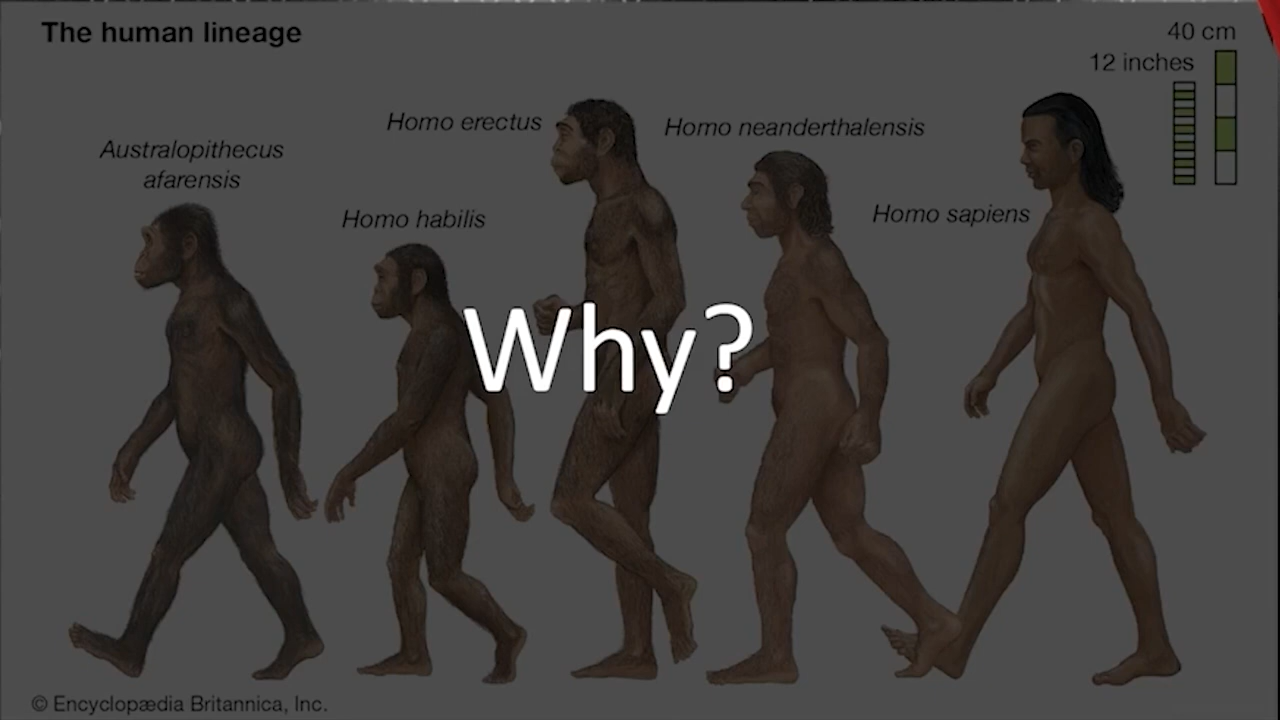 The human lineage
40 cm
12 inches
Homo erectus
Homo neanderthalensis
Australopithecus
afarensis
Homo habilis
Homo sapiens
Why?
© Encyclopædia Britannica, Inc.